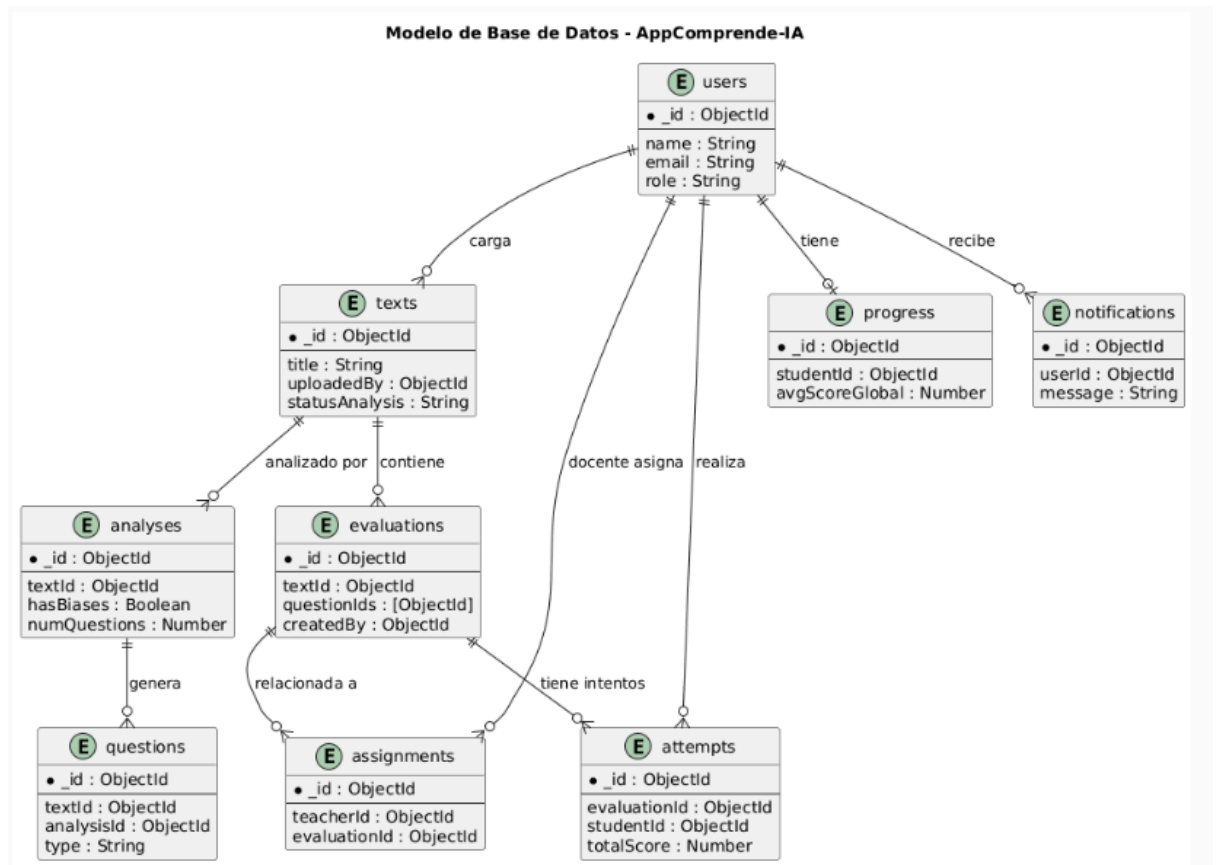 Modelo de Base de Datos - AppComprende-IA
E users
_id : ObjectId
name : String
email : String
role : String
carga
tiene
recibe
E texts
_id : ObjectId
title : String
uploadedBy : ObjectId
statusAnalysis : String
E progress
_id : ObjectId
studentId : ObjectId
avgScoreGlobal : Number
E notifications
_id : ObjectId
userId : ObjectId
message : String
analizado por
contiene
docente asigna
realiza
E analyses
_id : ObjectId
textId : ObjectId
hasBiases : Boolean
numQuestions : Number
E evaluations
_id : ObjectId
textId : ObjectId
questionIds : [ObjectId]
createdBy : ObjectId
genera
relacionada a
tiene intentos
E questions
_id : ObjectId
textId : ObjectId
analysisId : ObjectId
type : String
E assignments
_id : ObjectId
teacherId : ObjectId
evaluationId : ObjectId
E attempts
_id : ObjectId
evaluationId : ObjectId
studentId : ObjectId
totalScore : Number